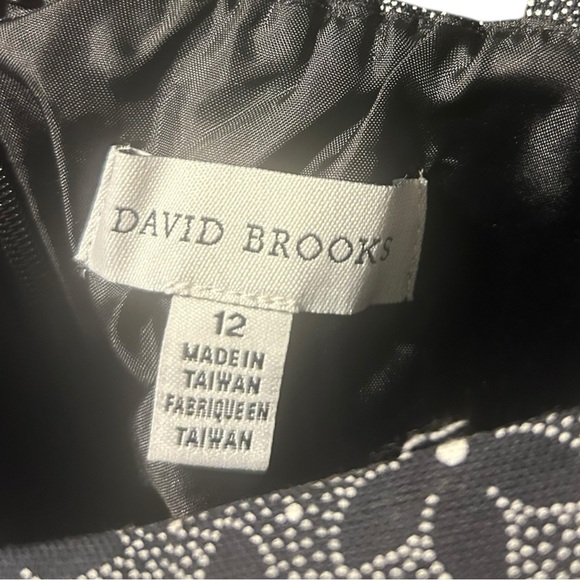 DAVID BROOKS
12
MADE IN
TAIWAN
FABRIQUE EN
TAIWAN